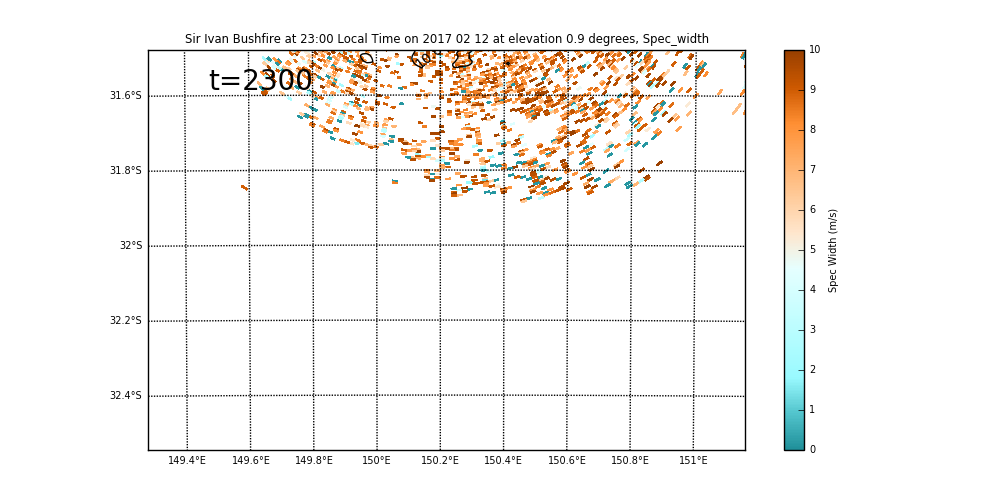 Sir Ivan Bushfire at 23:00 Local Time on 2017 02 12 at elevation 0.9 degrees, Spec_width
t=2300
31.6°S
31.8°S
32°S
32.2°S
32.4°S
149.4°E 149.6°E 149.8°E 150°E 150.2°E 150.4°E 150.6°E 150.8°E 151°E
10
9
8
7
6
5
4
3
2
1
0
Spec Width (m/s)